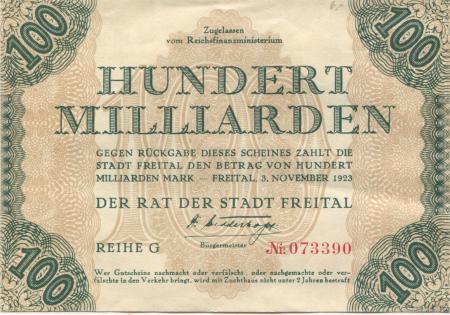 100
100
Zugelassen
vom Reichsfinanzministerium
HUNDERT
MILLIARDEN
GEGEN RÜCKGABE DIESES SCHEINES ZAHLT DIE
STADT FREITAL DEN BETRAG VON HUNDERT
MILLIARDEN MARK — FREITAL, 3. NOVEMBER 1923
DER RAT DER STADT FREITAL
REIHE G
Bürgermeister
№ 073390
Wer Gutscheine nachmacht oder verfälscht, oder nachgemachte oder ver-
fälschte in den Verkehr bringt, wird mit Zuchthaus nicht unter 2 Jahren bestraft
100
100